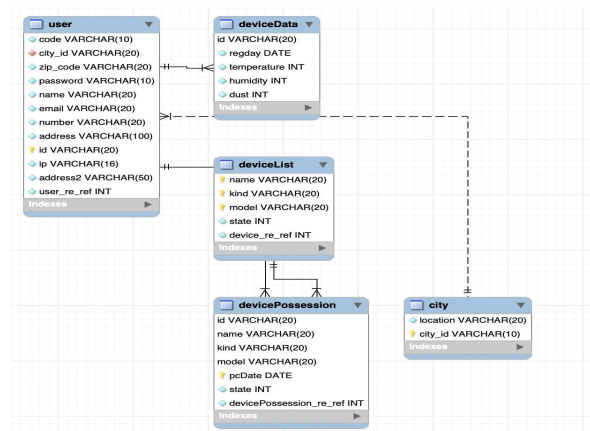 user
code VARCHAR(10)
city_id VARCHAR(20)
zip_code VARCHAR(20)
password VARCHAR(10)
name VARCHAR(20)
email VARCHAR(20)
number VARCHAR(20)
address VARCHAR(100)
id VARCHAR(20)
ip VARCHAR(16)
address2 VARCHAR(50)
user_re_ref INT
Indexes
deviceData
id VARCHAR(20)
regday DATE
temperature INT
humidity INT
dust INT
Indexes
deviceList
name VARCHAR(20)
kind VARCHAR(20)
model VARCHAR(20)
state INT
device_re_ref INT
Indexes
devicePossession
id VARCHAR(20)
name VARCHAR(20)
kind VARCHAR(20)
model VARCHAR(20)
pcDate DATE
state INT
devicePossession_re_ref INT
Indexes
city
location VARCHAR(20)
city_id VARCHAR(10)
Indexes